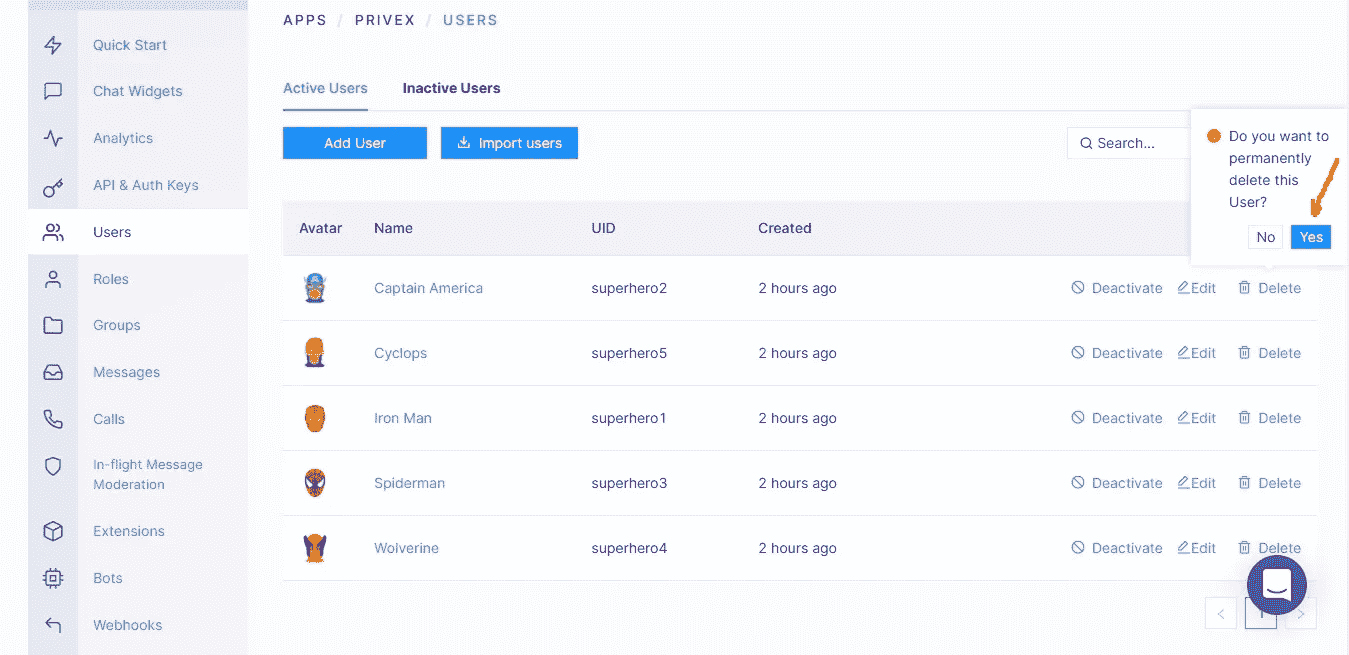 APPS / PRIVEX / USERS
Quick Start
Chat Widgets
Analytics
API & Auth Keys
Users
Roles
Groups
Messages
Calls
In-flight Message
Moderation
Extensions
Bots
Webhooks
Active Users Inactive Users
Add User Import users Search...
Do you want to
permanently
delete this
User?
No Yes
Avatar Name UID Created
Captain America superhero2 2 hours ago Deactivate Edit Delete
Cyclops superhero5 2 hours ago Deactivate Edit Delete
Iron Man superhero1 2 hours ago Deactivate Edit Delete
Spiderman superhero3 2 hours ago Deactivate Edit Delete
Wolverine superhero4 2 hours ago Deactivate Edit Delete
< 1 >